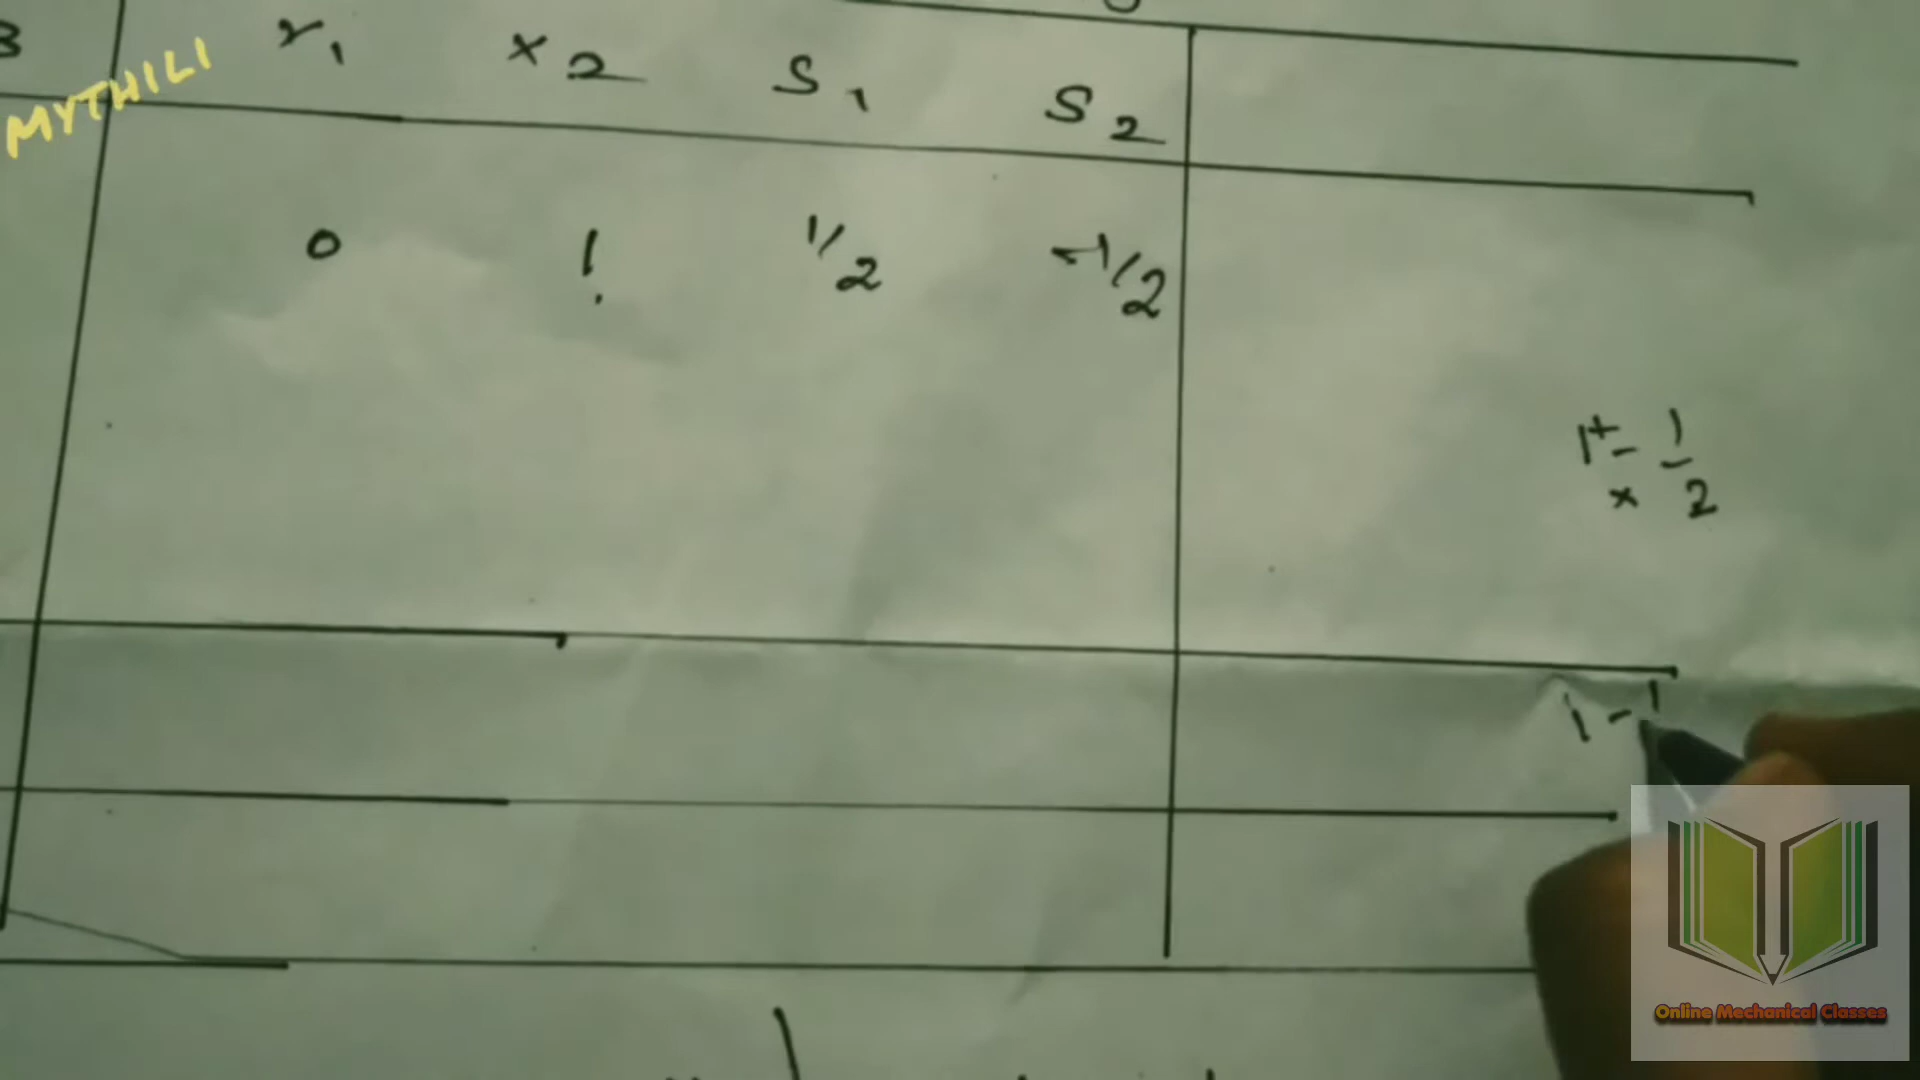 B x₁ x₂ S₁ S₂
MYTHILI
0 1 1/2 -1/2
1 + - 1/2
×
1 - 1
Online Mechanical Classes